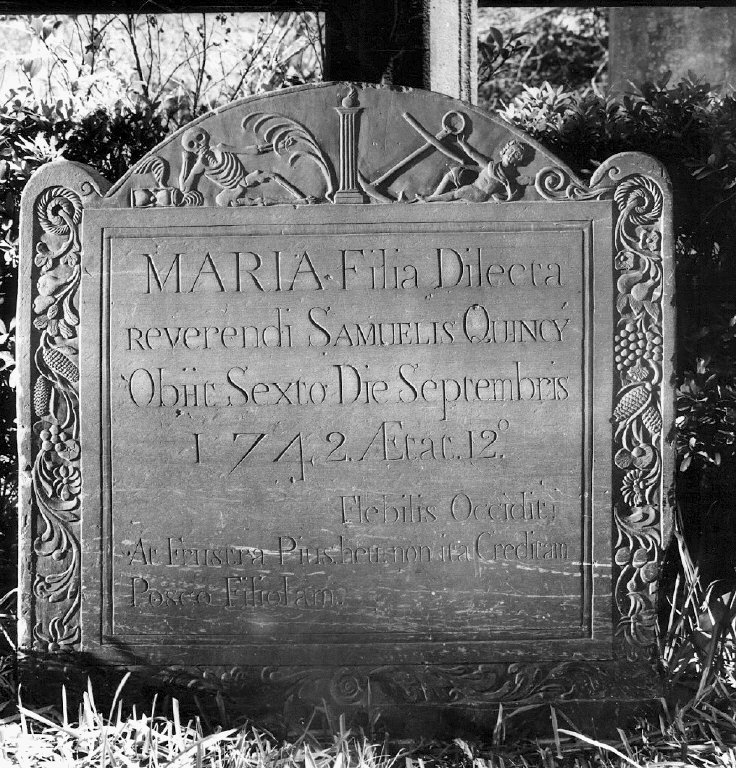 MARIA Filia Dilecta
reverendi SAMUELIS QUINCY
Obiit Sexto Die Septembris
1742. Ætat. 12°
Flebilis Occidit,
At Frustra Pius heu non ita Creditam
Posco Filiolam.